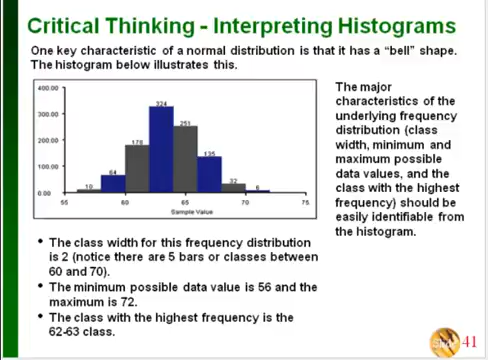 Critical Thinking - Interpreting Histograms
One key characteristic of a normal distribution is that it has a “bell” shape.
The histogram below illustrates this.
400.00
300.00
200.00
100.00
0.00
10
64
178
324
251
135
32
6
55
60
65
70
75
Sample Value
The major
characteristics of the
underlying frequency
distribution (class
width, minimum and
maximum possible
data values, and the
class with the highest
frequency) should be
easily identifiable from
the histogram.
• The class width for this frequency distribution
is 2 (notice there are 5 bars or classes between
60 and 70).
• The minimum possible data value is 56 and the
maximum is 72.
• The class with the highest frequency is the
62-63 class.
Slide 41